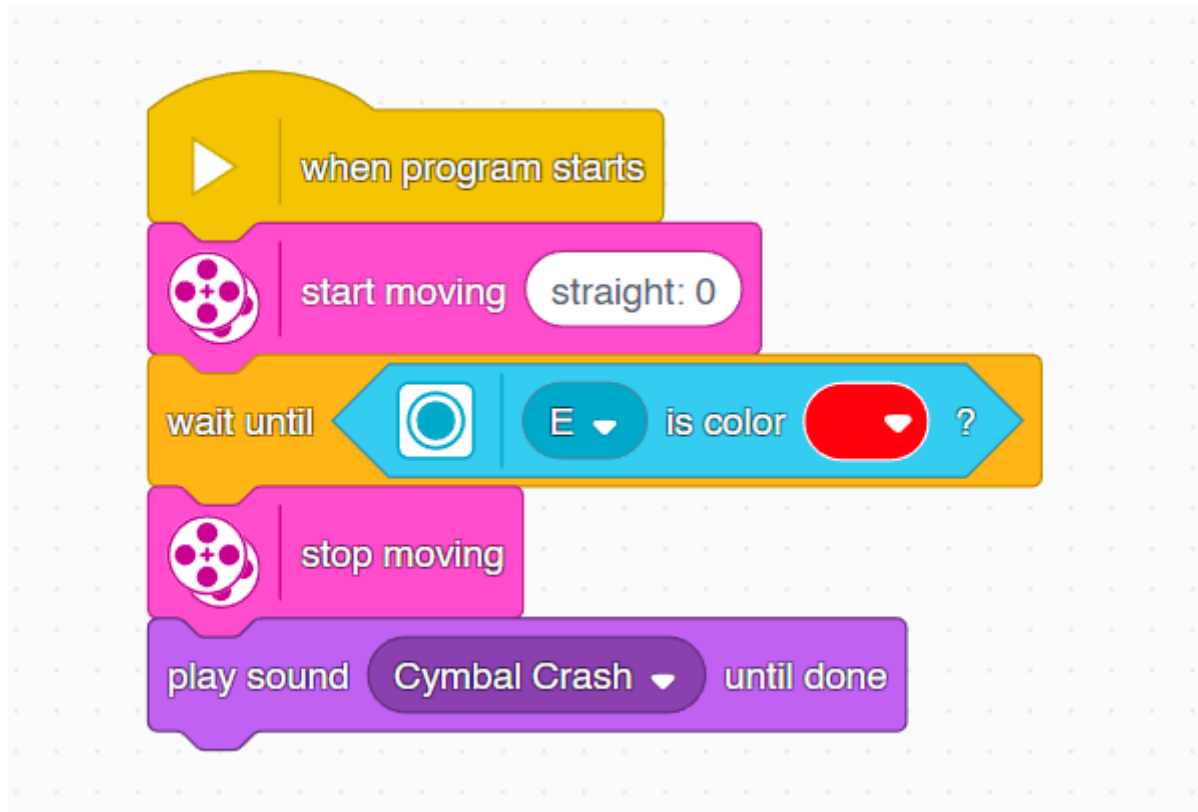 when program starts
start moving straight: 0
wait until E is color ?
stop moving
play sound Cymbal Crash until done